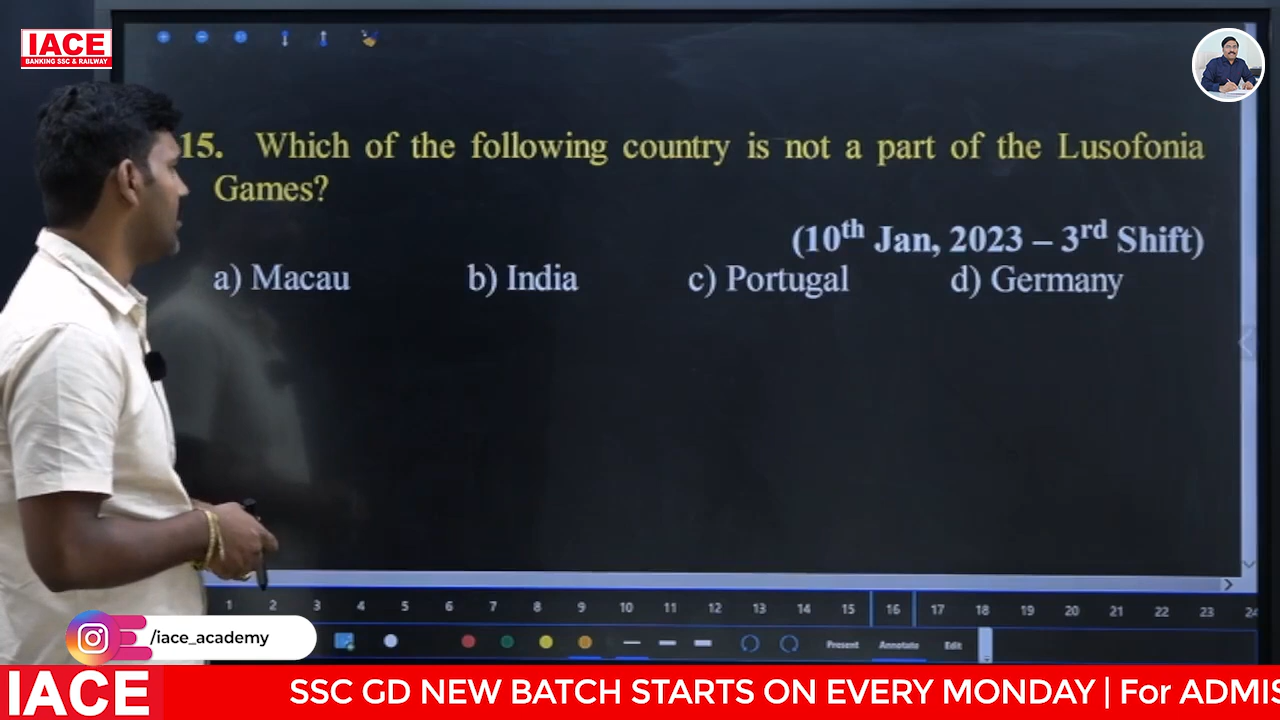 IACE
BANKING SSC & RAILWAY
15. Which of the following country is not a part of the Lusofonia
Games?
(10th Jan, 2023 – 3rd Shift)
a) Macau b) India c) Portugal d) Germany
1 2 3 4 5 6 7 8 9 10 11 12 13 14 15 16 17 18 19 20 21 22 23 24
Present Annotate Edit
/iace_academy
IACE SSC GD NEW BATCH STARTS ON EVERY MONDAY | For ADMIS